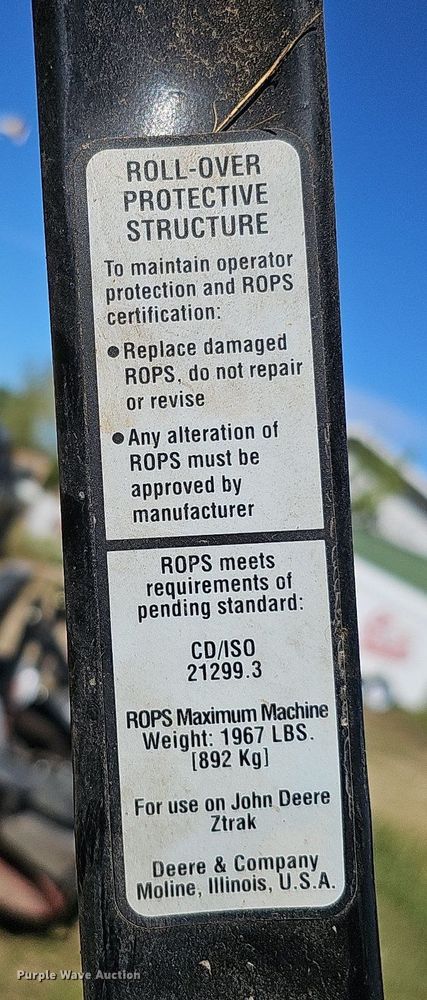 ROLL-OVER
PROTECTIVE
STRUCTURE
To maintain operator
protection and ROPS
certification:
● Replace damaged
ROPS, do not repair
or revise
● Any alteration of
ROPS must be
approved by
manufacturer
ROPS meets
requirements of
pending standard:
CD/ISO
21299.3
ROPS Maximum Machine
Weight: 1967 LBS.
[892 Kg]
For use on John Deere
Ztrak
Deere & Company
Moline, Illinois, U.S.A.
Purple Wave Auction